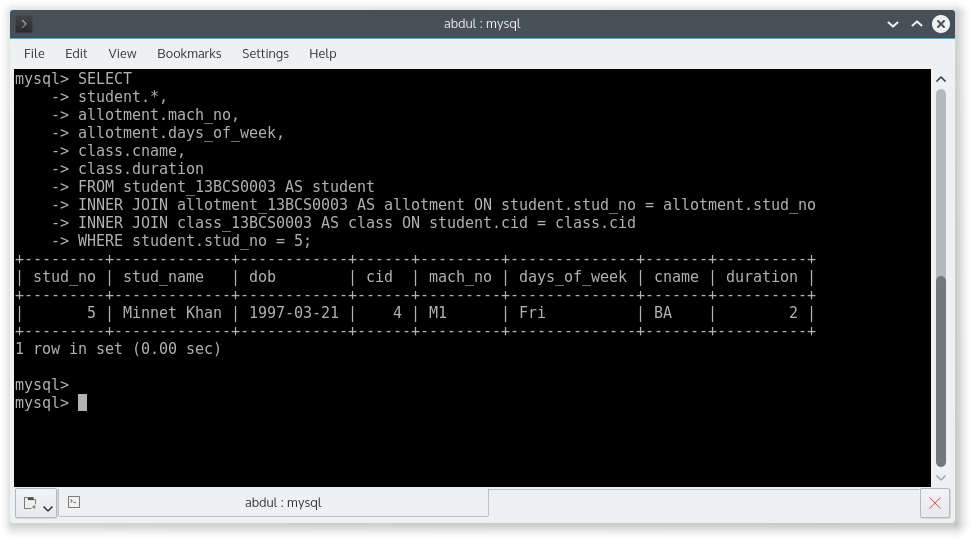 abdul : mysql
File Edit View Bookmarks Settings Help
mysql> SELECT
    -> student.*,
    -> allotment.mach_no,
    -> allotment.days_of_week,
    -> class.cname,
    -> class.duration
    -> FROM student_13BCS0003 AS student
    -> INNER JOIN allotment_13BCS0003 AS allotment ON student.stud_no = allotment.stud_no
    -> INNER JOIN class_13BCS0003 AS class ON student.cid = class.cid
    -> WHERE student.stud_no = 5;
+---------+-------------+------------+------+---------+--------------+-------+----------+
| stud_no | stud_name   | dob        | cid  | mach_no | days_of_week | cname | duration |
+---------+-------------+------------+------+---------+--------------+-------+----------+
|       5 | Minnet Khan | 1997-03-21 |    4 | M1      | Fri          | BA    |        2 |
+---------+-------------+------------+------+---------+--------------+-------+----------+
1 row in set (0.00 sec)
mysql>
mysql>
abdul : mysql